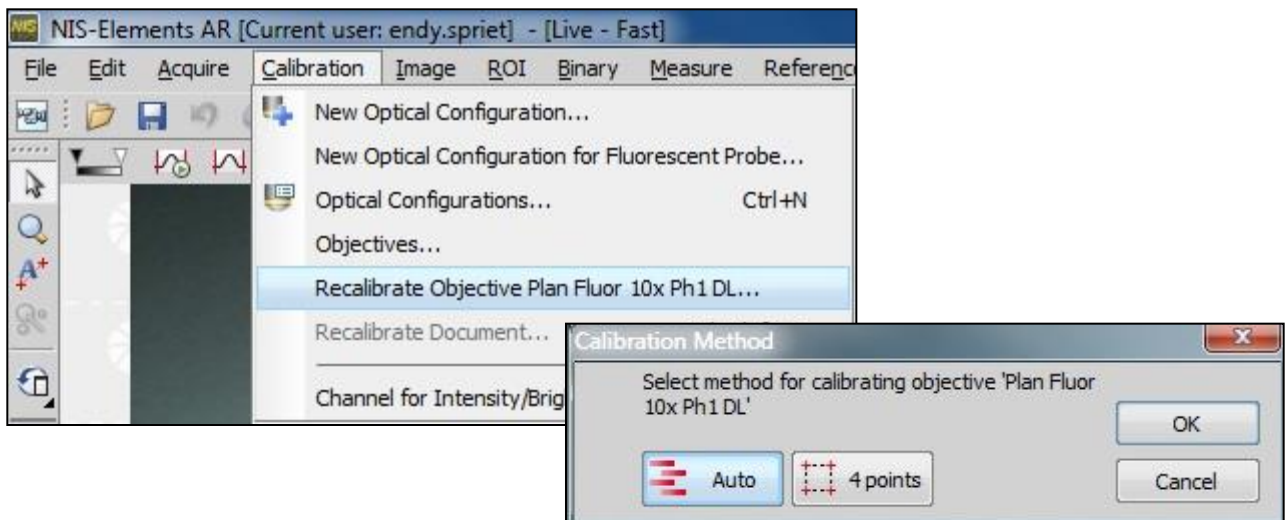 NIS-Elements AR [Current user: endy.spriet] - [Live - Fast]
File Edit Acquire Calibration Image ROI Binary Measure
New Optical Configuration...
New Optical Configuration for Fluorescent Probe...
Optical Configurations... Ctrl+N
Objectives...
Recalibrate Objective Plan Fluor 10x Ph1 DL...
Recalibrate Document...
Channel for
Calibration Method
Select method for calibrating objective 'Plan Fluor
10x Ph1 DL'
OK
Auto 4 points Cancel